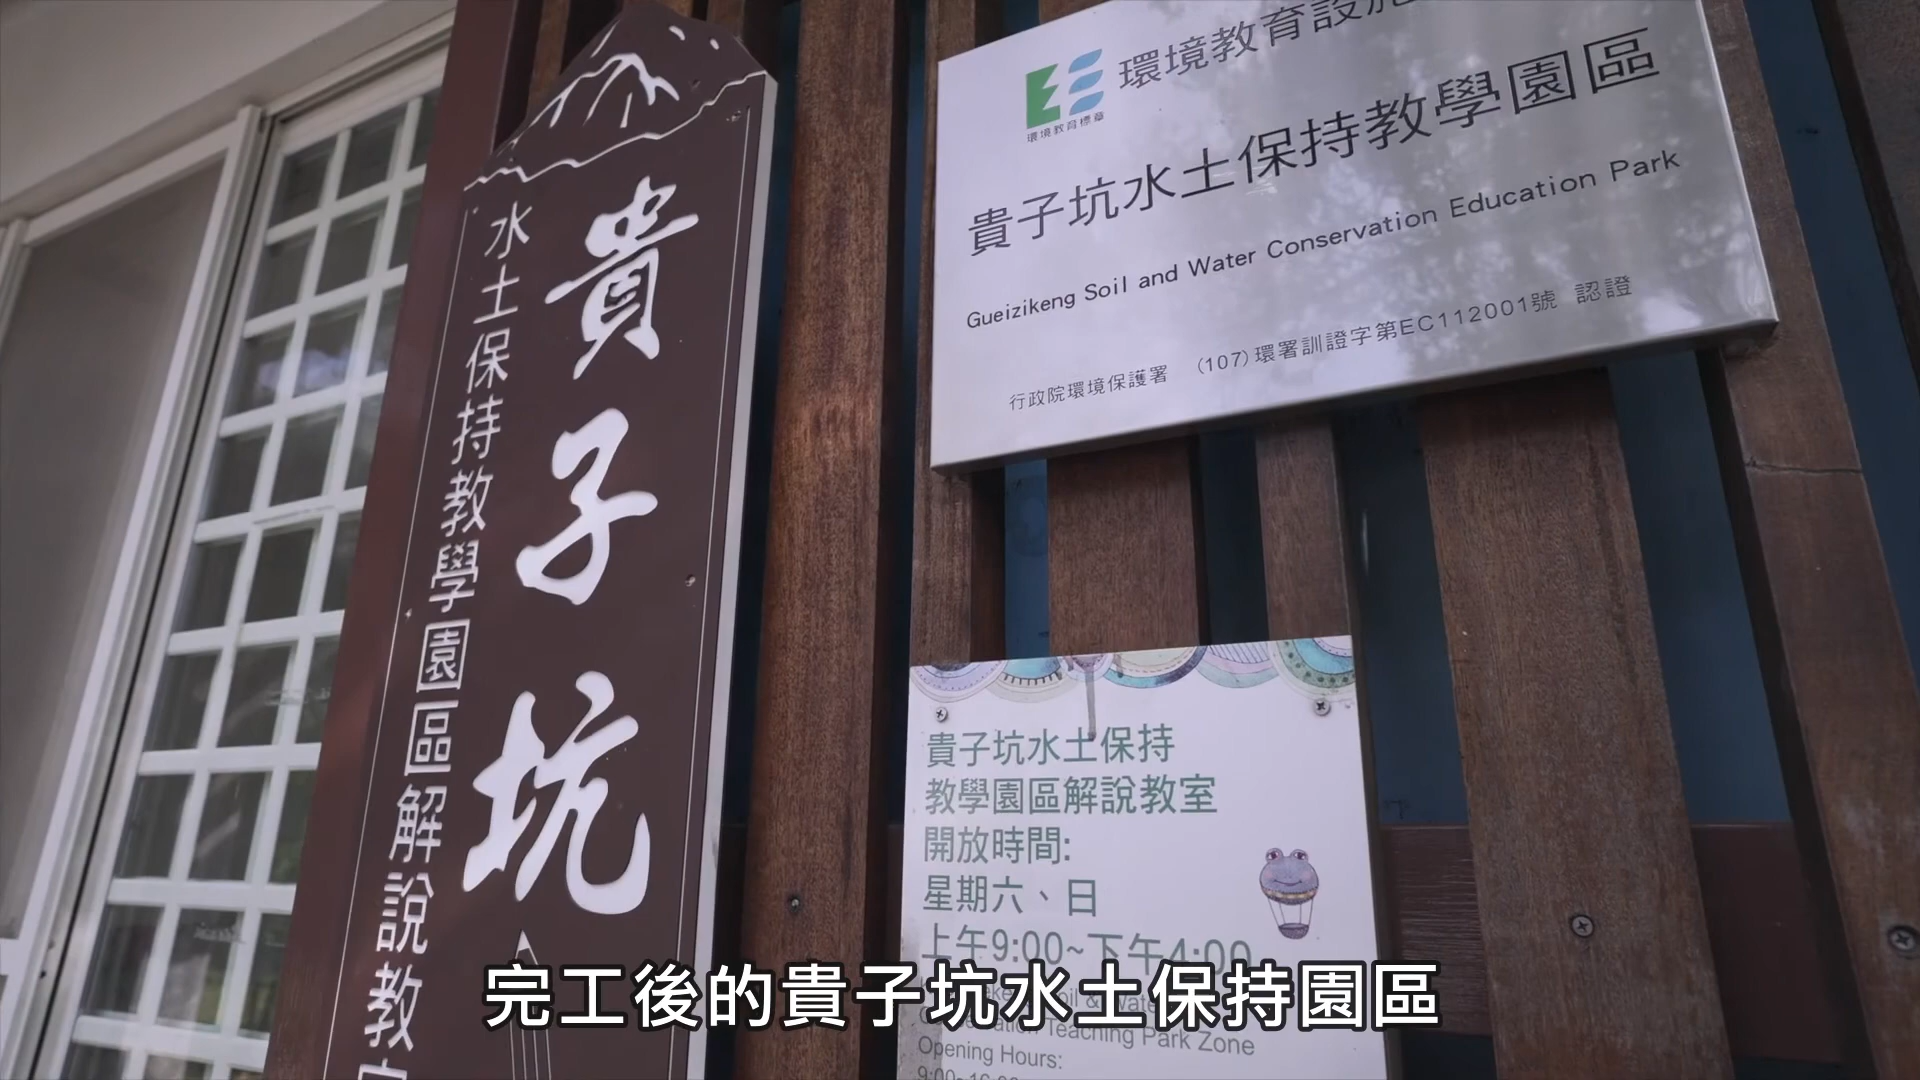 貴子坑
水土保持教學園區解說教
環境教育設施
環境教育標章
貴子坑水土保持教學園區
Gueizikeng Soil and Water Conservation Education Park
行政院環境保護署 (107)環署訓證字第EC112001號 認證
貴子坑水土保持
教學園區解說教室
開放時間:
星期六、日
上午9:00~下午4:00
Soil & Water
Teaching Park Zone
Opening Hours:
完工後的貴子坑水土保持園區